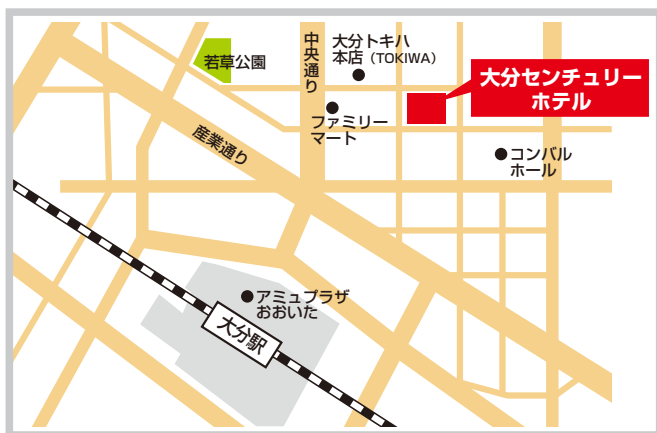 若草公園
中央通り
大分トキハ
本店（TOKIWA）
大分センチュリー
ホテル
ファミリー
マート
産業通り
コンパル
ホール
アミュプラザ
おおいた
大分駅